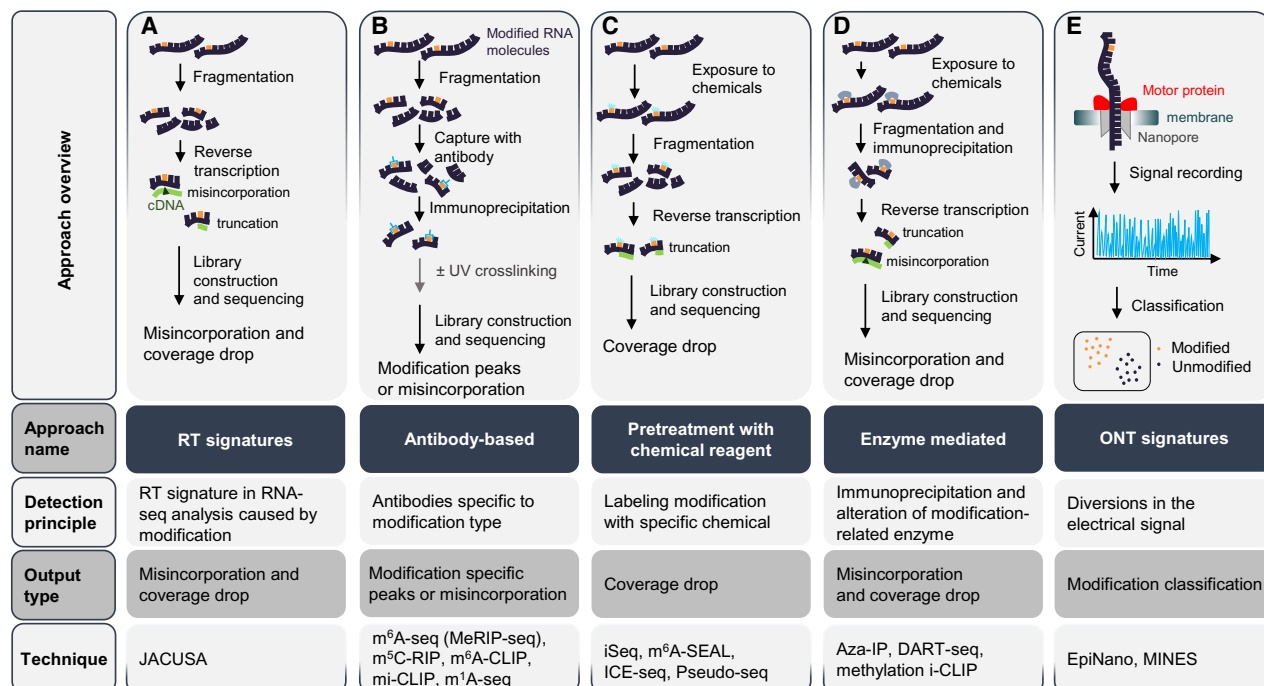 Approach overview
A
Fragmentation
Reverse
transcription
misincorporation
cDNA
truncation
Library
construction
and sequencing
Misincorporation and
coverage drop
B
Modified RNA
molecules
Fragmentation
Capture with
antibody
Immunoprecipitation
± UV crosslinking
Library construction
and sequencing
Modification peaks
or misincorporation
C
Exposure to
chemicals
Fragmentation
Reverse transcription
truncation
Library construction
and sequencing
Coverage drop
D
Exposure to
chemicals
Fragmentation and
immunoprecipitation
Reverse transcription
truncation
misincorporation
Library construction
and sequencing
Misincorporation and
coverage drop
E
Motor protein
membrane
Nanopore
Signal recording
Current
Time
Classification
Modified
Unmodified
Approach
name
RT signatures
Antibody-based
Pretreatment with
chemical reagent
Enzyme mediated
ONT signatures
Detection
principle
RT signature in RNA-
seq analysis caused by
modification
Antibodies specific to
modification type
Labeling modification
with specific chemical
Immunoprecipitation and
alteration of modification-
related enzyme
Diversions in the
electrical signal
Output
type
Misincorporation and
coverage drop
Modification specific
peaks or misincorporation
Coverage drop
Misincorporation
and coverage drop
Modification classification
Technique
JACUSA
m⁶A-seq (MeRIP-seq),
m⁵C-RIP, m⁶A-CLIP,
mi-CLIP, m¹A-seq
iSeq, m⁶A-SEAL,
ICE-seq, Pseudo-seq
Aza-IP, DART-seq,
methylation i-CLIP
EpiNano, MINES